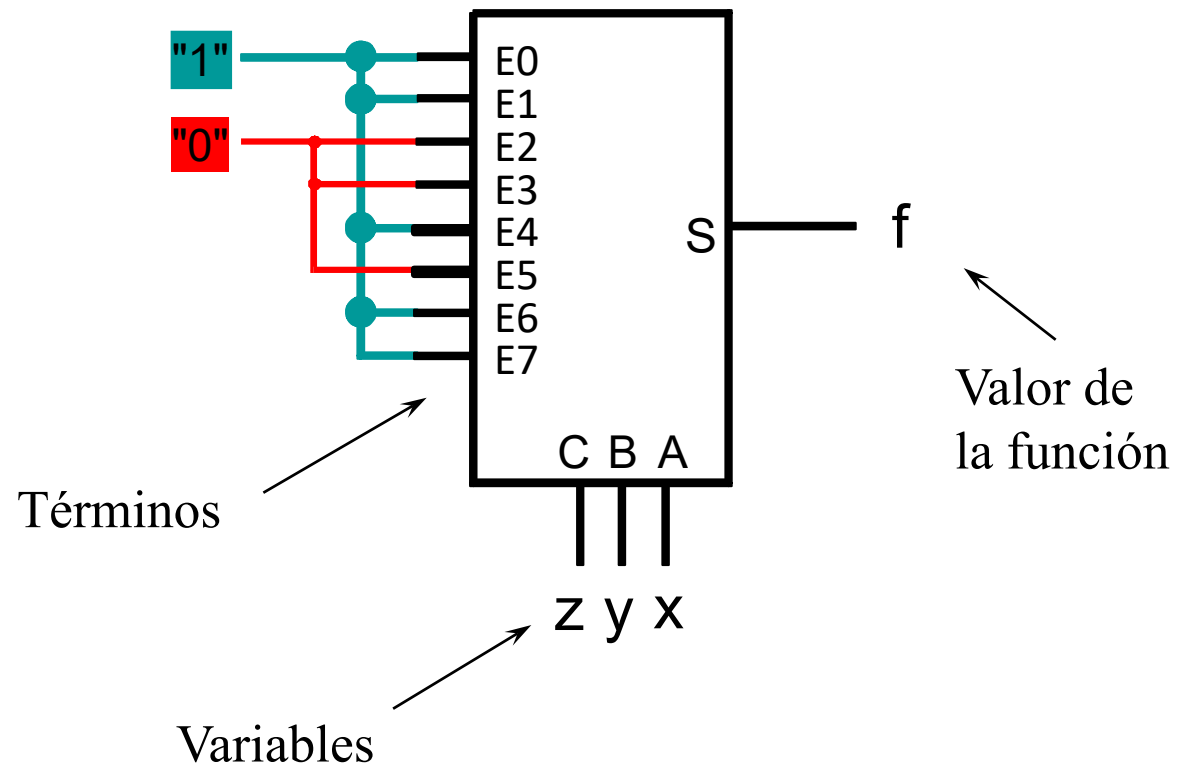 "1"
"0"
E0
E1
E2
E3
E4
E5
E6
E7
S
f
C B A
z y x
Términos
Variables
Valor de
la función